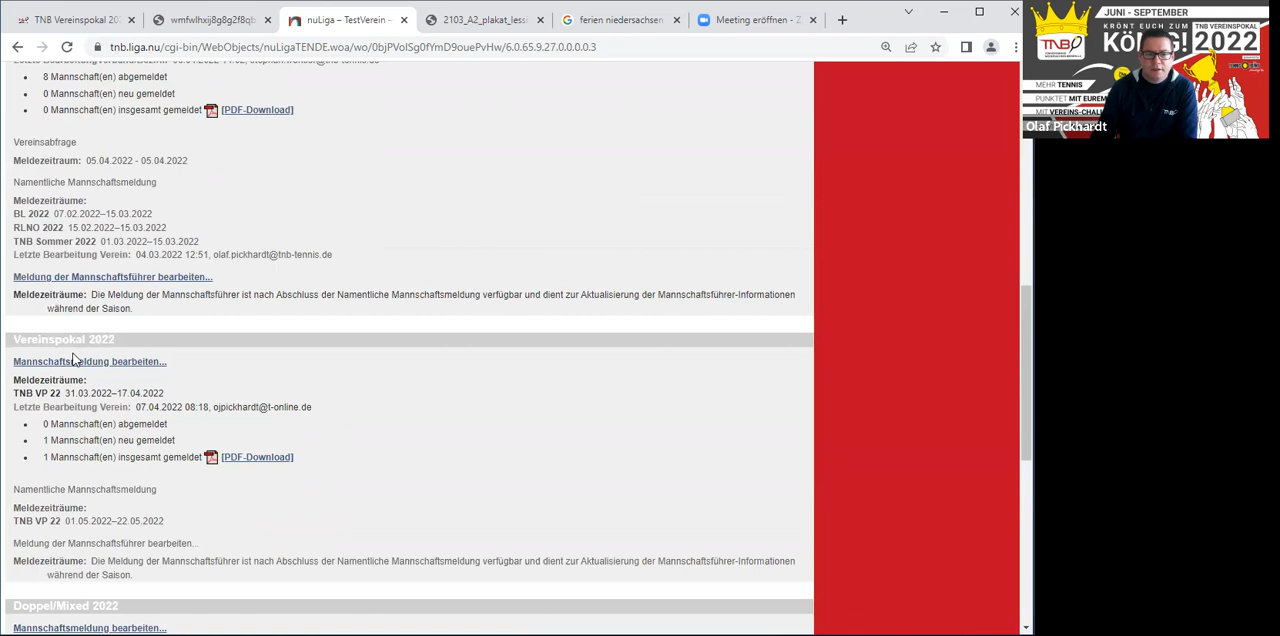 TNB Vereinspokal 20
wmfwlhxij8g8g2f8qb
nuLiga – TestVerein –
2103_A2_plakat_lessi
ferien niedersachsen
Meeting eröffnen - Z
tnb.liga.nu/cgi-bin/WebObjects/nuLigaTENDE.woa/wo/0bjPVolSg0fYmD9oucPvHw/6.0.65.9.27.0.0.0.0.3
JUNI - SEPTEMBER
TNB VEREINSPOKAL
2022
MEHR TENNIS
PUNKTET MIT EUREM
MIT VEREINS-CHALL
TNB
Olaf Pickhardt
8 Mannschaft(en) abgemeldet
0 Mannschaft(en) neu gemeldet
0 Mannschaft(en) insgesamt gemeldet [PDF-Download]
Vereinsabfrage
Meldezeitraum: 05.04.2022 - 05.04.2022
Namentliche Mannschaftsmeldung
Meldezeiträume:
BL 2022 07.02.2022–15.03.2022
RLNO 2022 15.02.2022–15.03.2022
TNB Sommer 2022 01.03.2022–15.03.2022
Letzte Bearbeitung Verein: 04.03.2022 12:51, olaf.pickhardt@tnb-tennis.de
Meldung der Mannschaftsführer bearbeiten...
Meldezeiträume: Die Meldung der Mannschaftsführer ist nach Abschluss der Namentliche Mannschaftsmeldung verfügbar und dient zur Aktualisierung der Mannschaftsführer-Informationen
während der Saison.
Vereinspokal 2022
Mannschaftsmeldung bearbeiten...
Meldezeiträume:
TNB VP 22 31.03.2022–17.04.2022
Letzte Bearbeitung Verein: 07.04.2022 08:18, ojpickhardt@t-online.de
0 Mannschaft(en) abgemeldet
1 Mannschaft(en) neu gemeldet
1 Mannschaft(en) insgesamt gemeldet [PDF-Download]
Namentliche Mannschaftsmeldung
Meldezeiträume:
TNB VP 22 01.05.2022–22.05.2022
Meldung der Mannschaftsführer bearbeiten...
Meldezeiträume: Die Meldung der Mannschaftsführer ist nach Abschluss der Namentliche Mannschaftsmeldung verfügbar und dient zur Aktualisierung der Mannschaftsführer-Informationen
während der Saison.
Doppel/Mixed 2022
Mannschaftsmeldung bearbeiten...